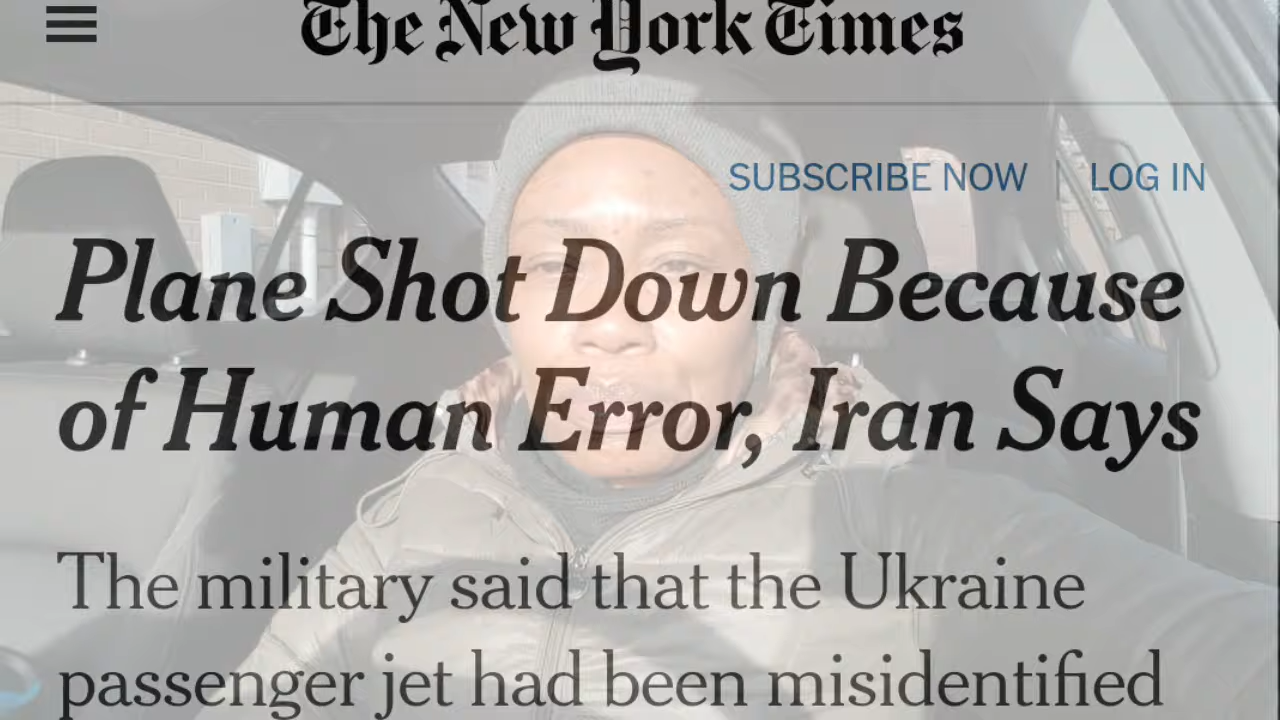 The New York Times
SUBSCRIBE NOW | LOG IN
Plane Shot Down Because
of Human Error, Iran Says
The military said that the Ukraine
passenger jet had been misidentified